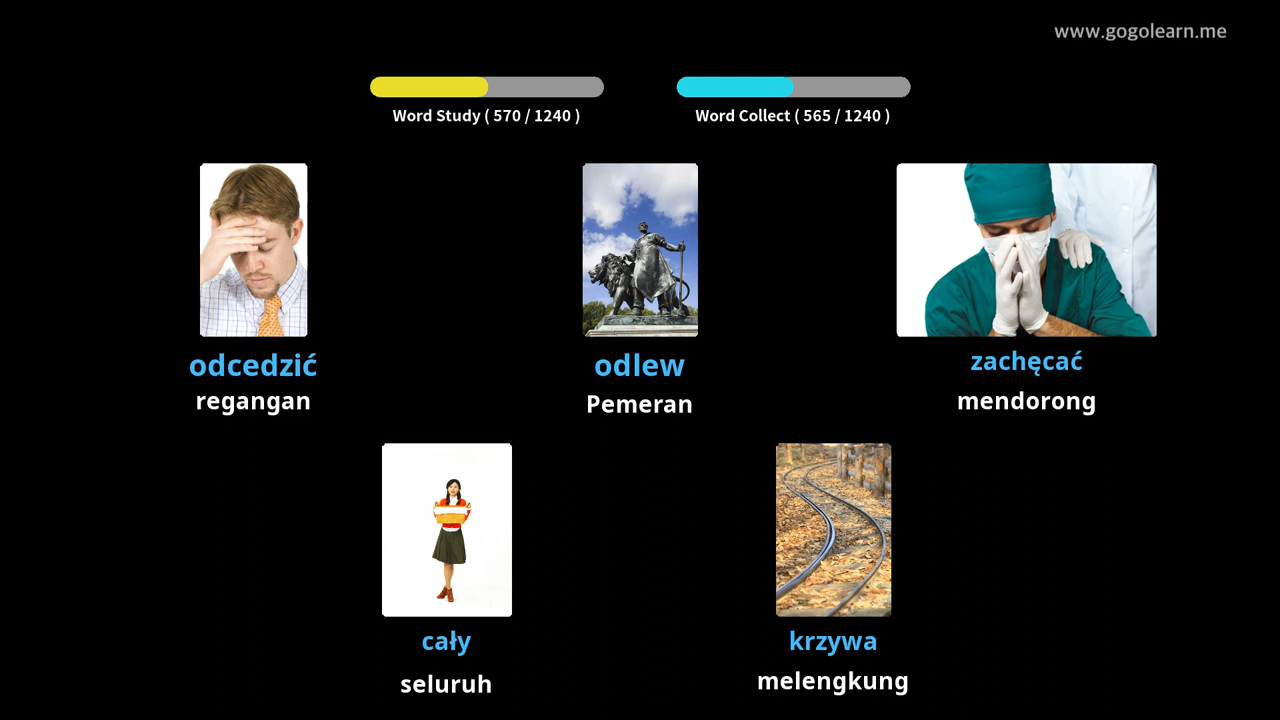 www.gogolearn.me
Word Study ( 570 / 1240 )
Word Collect ( 565 / 1240 )
odcedzić
regangan
odlew
Pemeran
zachęcać
mendorong
cały
seluruh
krzywa
melengkung